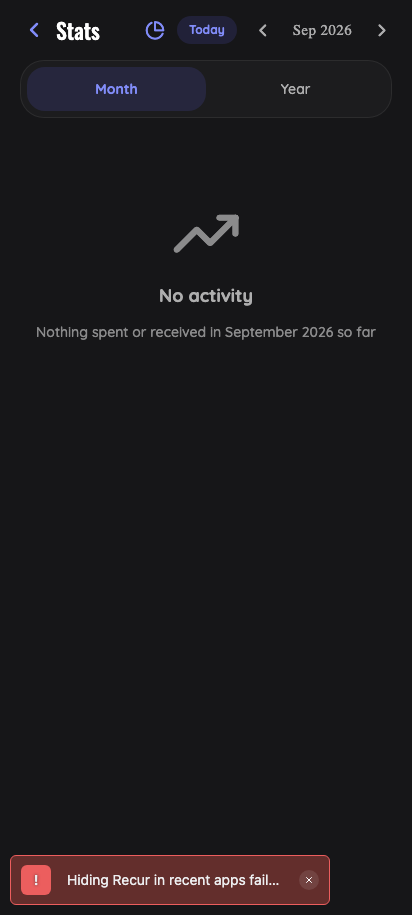 Stats
Today
Sep 2026
Month
Year
No activity
Nothing spent or received in September 2026 so far
! Hiding Recur in recent apps fail...